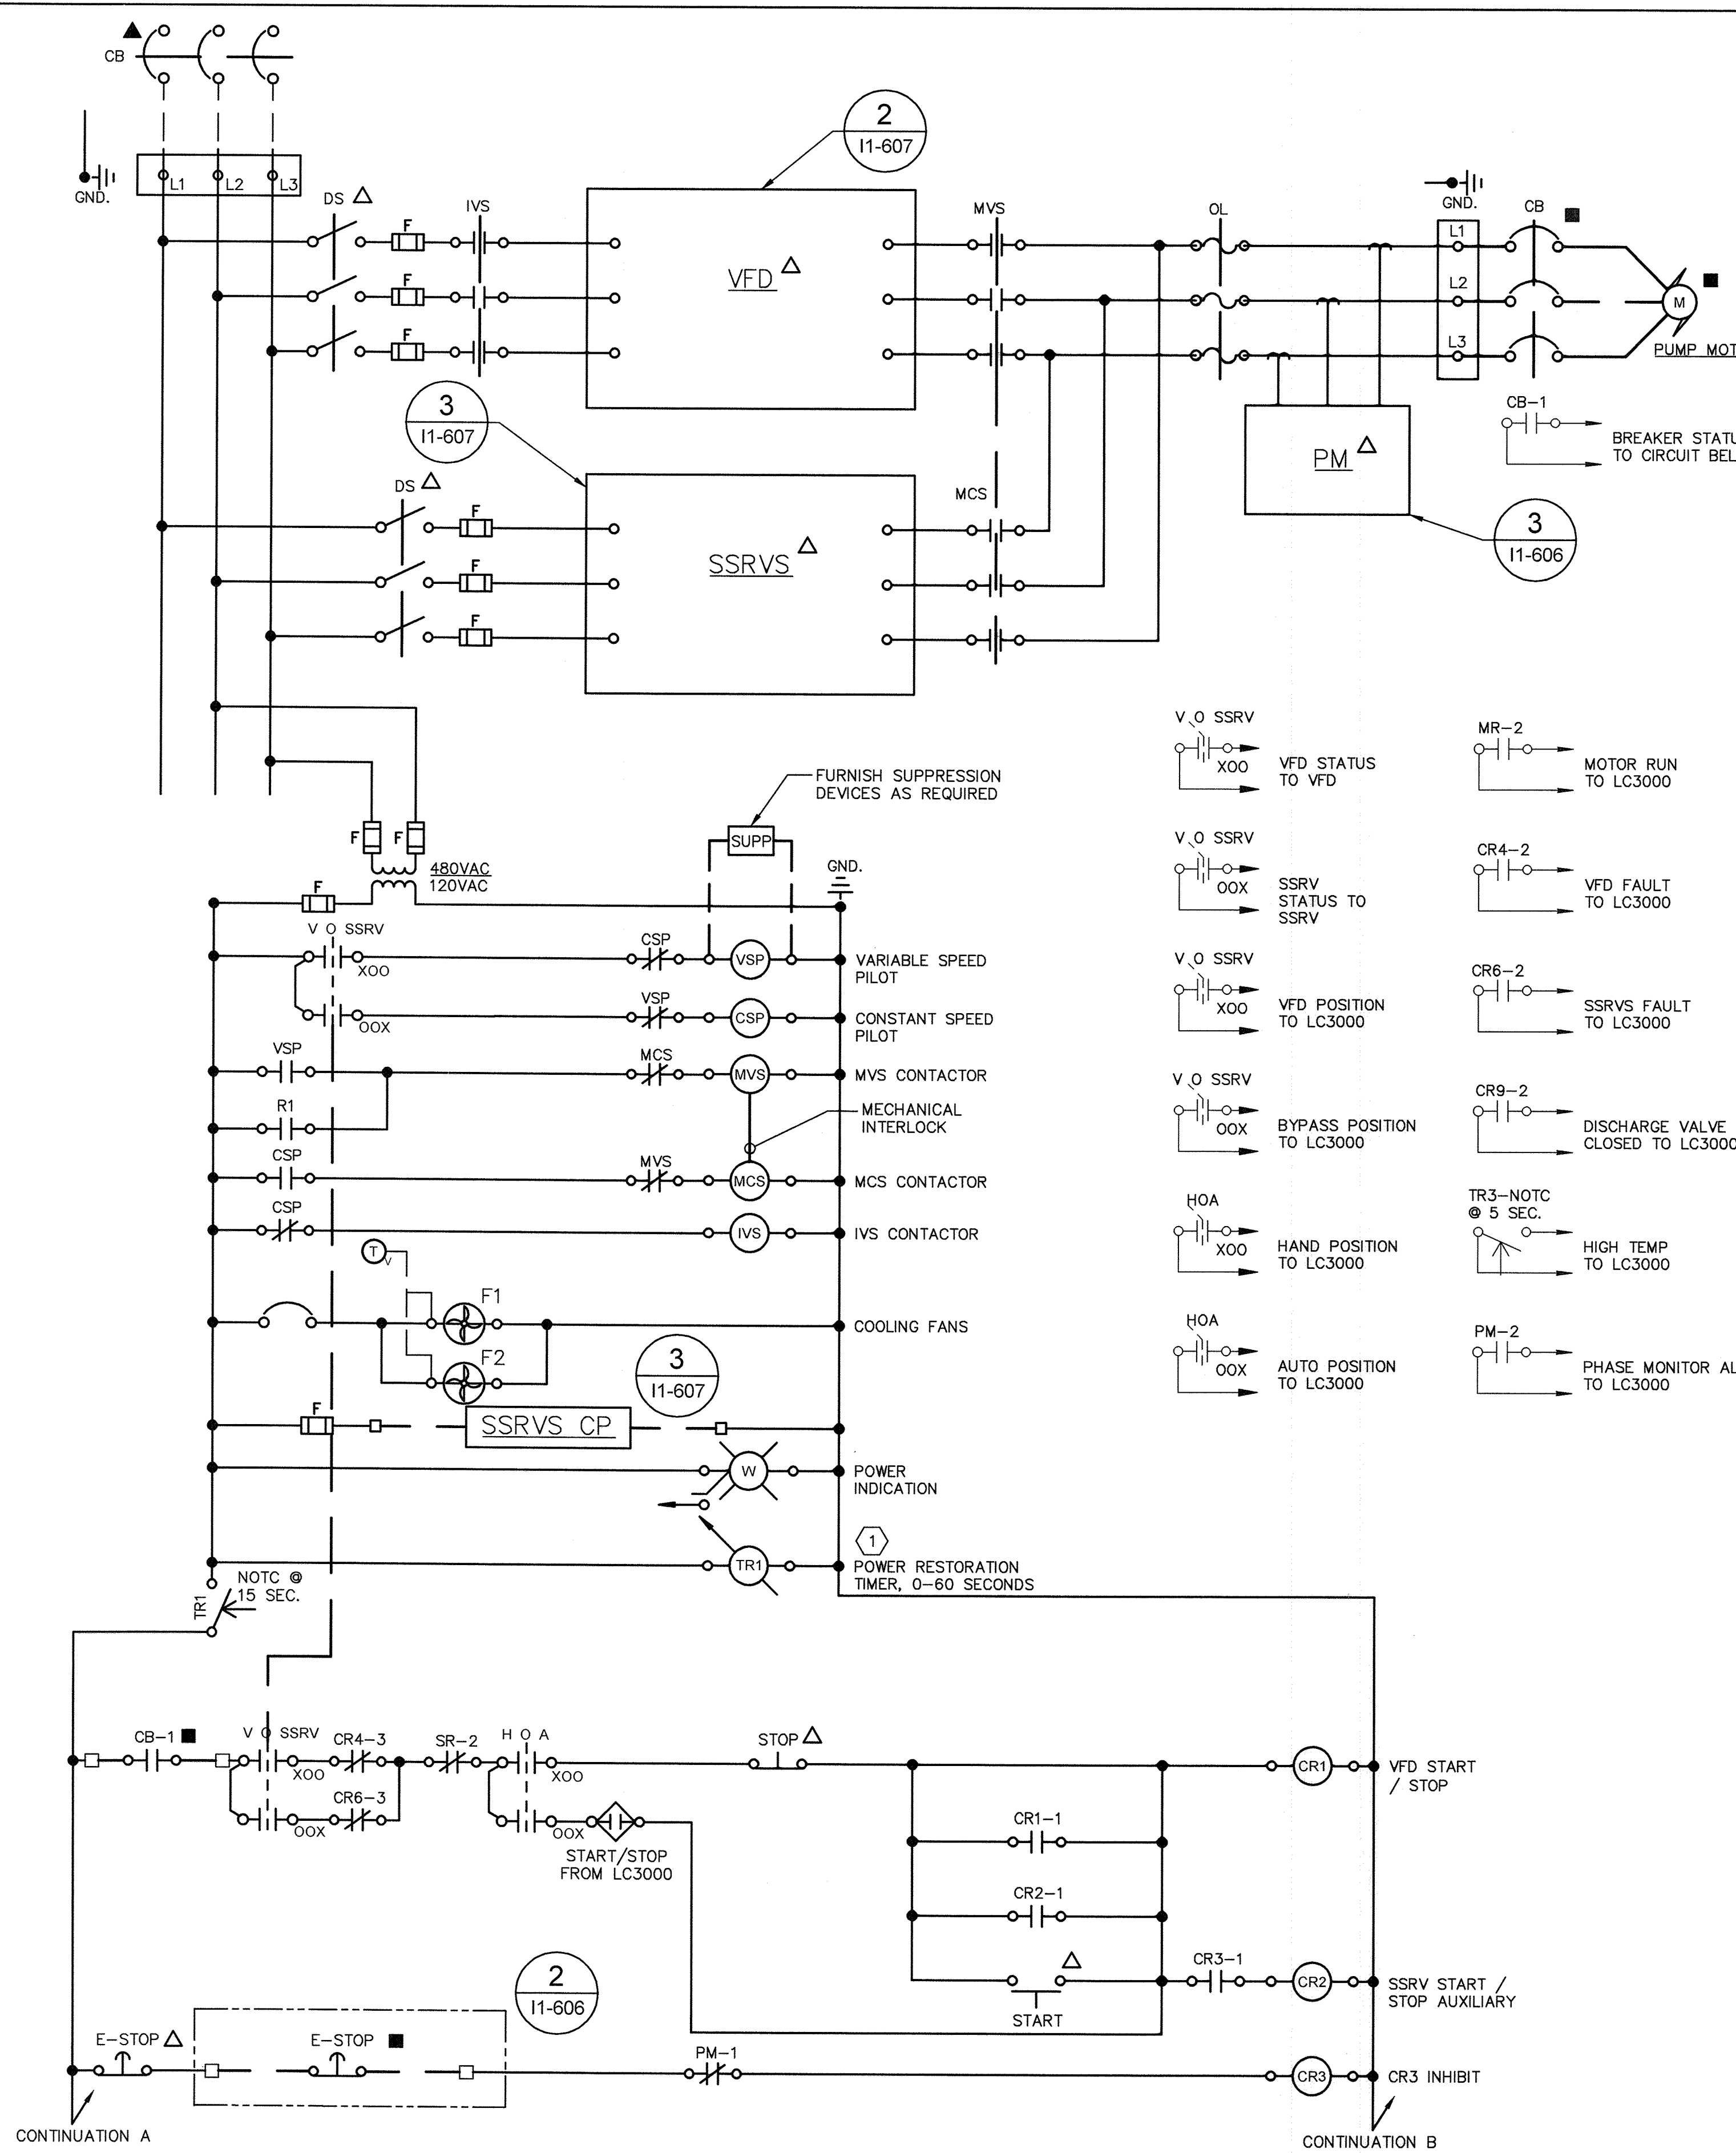 CB
GND.
L1
L2
L3
DS
F
IVS
F
F
2
I1-607
VFD
MVS
OL
GND.
CB
L1
L2
L3
M
PUMP MOT
3
I1-607
DS
F
F
F
SSRVS
MCS
PM
CB-1
BREAKER STATU
TO CIRCUIT BEL
3
I1-606
F
F
480VAC
120VAC
FURNISH SUPPRESSION
DEVICES AS REQUIRED
SUPP
GND.
F
V O SSRV
XOO
CSP
VSP
VARIABLE SPEED
PILOT
OOX
VSP
CSP
CONSTANT SPEED
PILOT
VSP
MCS
MVS
MVS CONTACTOR
R1
MECHANICAL
INTERLOCK
CSP
MVS
MCS
MCS CONTACTOR
CSP
IVS
IVS CONTACTOR
T
V
F1
COOLING FANS
F2
3
I1-607
F
SSRVS CP
W
POWER
INDICATION
1
TR1
POWER RESTORATION
TIMER, 0-60 SECONDS
V O SSRV
XOO
VFD STATUS
TO VFD
MR-2
MOTOR RUN
TO LC3000
V O SSRV
OOX
SSRV
STATUS TO
SSRV
CR4-2
VFD FAULT
TO LC3000
V O SSRV
XOO
VFD POSITION
TO LC3000
CR6-2
SSRVS FAULT
TO LC3000
V O SSRV
OOX
BYPASS POSITION
TO LC3000
CR9-2
DISCHARGE VALVE
CLOSED TO LC3000
HOA
XOO
HAND POSITION
TO LC3000
TR3-NOTC
@ 5 SEC.
HIGH TEMP
TO LC3000
HOA
OOX
AUTO POSITION
TO LC3000
PM-2
PHASE MONITOR AL
TO LC3000
TR1
NOTC @
15 SEC.
CB-1
V O SSRV
XOO
CR4-3
SR-2
H O A
XOO
STOP
CR1
VFD START
/ STOP
OOX
CR6-3
OOX
START/STOP
FROM LC3000
CR1-1
CR2-1
START
CR3-1
CR2
SSRV START /
STOP AUXILIARY
2
I1-606
E-STOP
E-STOP
PM-1
CR3
CR3 INHIBIT
CONTINUATION A
CONTINUATION B